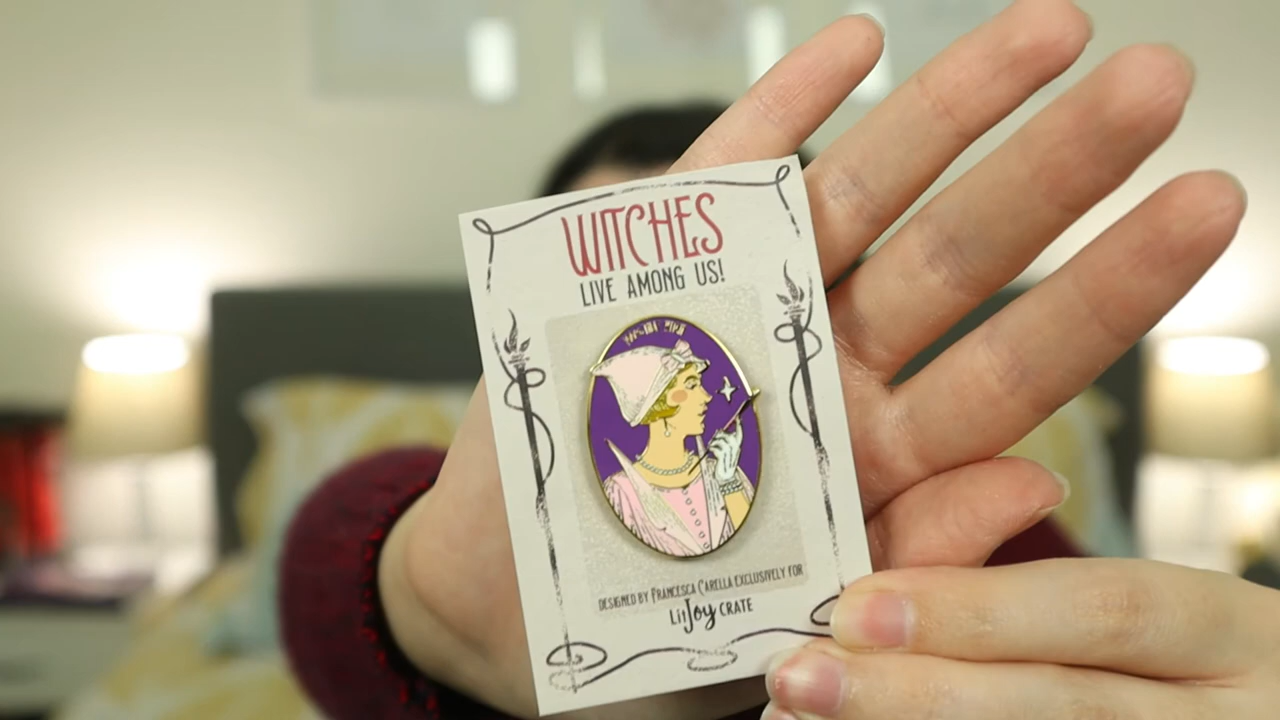 WITCHES
LIVE AMONG US!
DESIGNED BY FRANCESCA CARELLA EXCLUSIVELY FOR
LitJoy CRATE